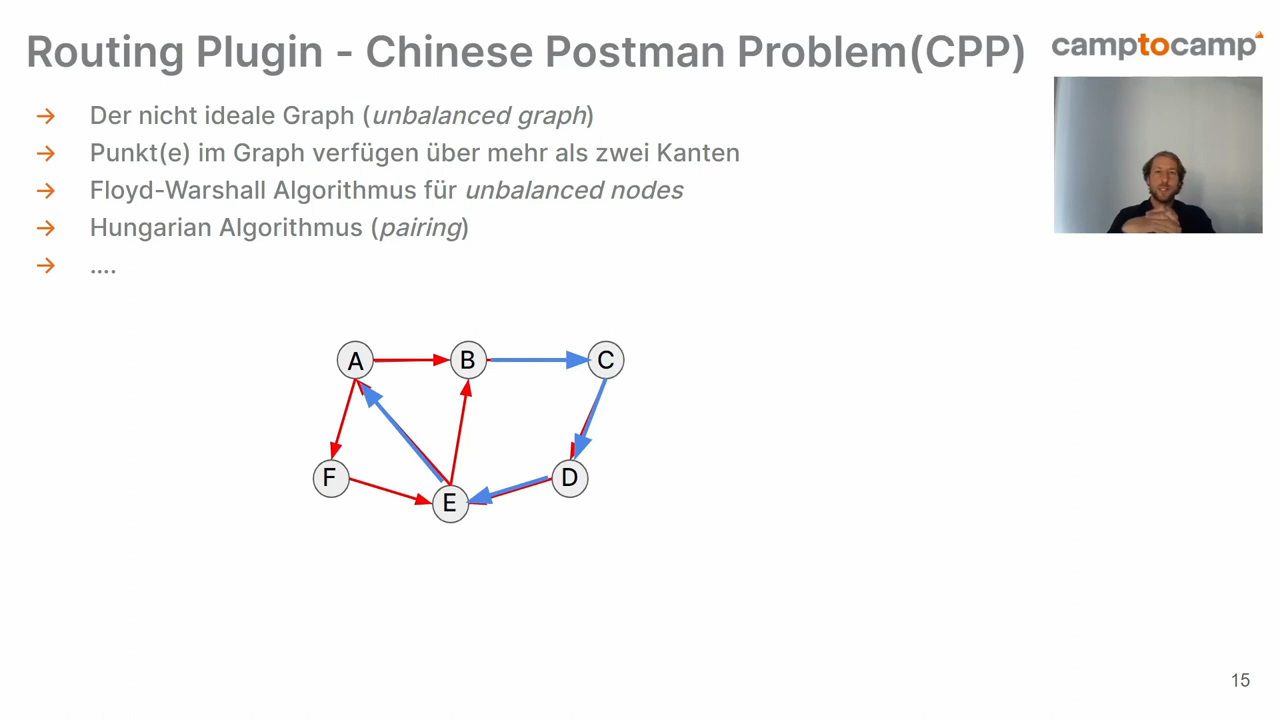 Routing Plugin - Chinese Postman Problem(CPP)
camptocamp
→ Der nicht ideale Graph (unbalanced graph)
→ Punkt(e) im Graph verfügen über mehr als zwei Kanten
→ Floyd-Warshall Algorithmus für unbalanced nodes
→ Hungarian Algorithmus (pairing)
→ ....
A B C
F E D
15